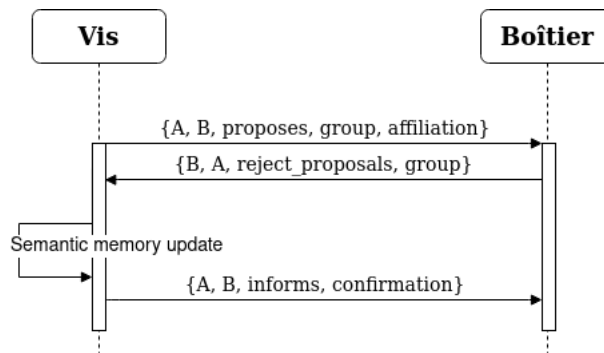 Vis
Boîtier
{A, B, proposes, group, affiliation}
{B, A, reject_proposals, group}
Semantic memory update
{A, B, informs, confirmation}